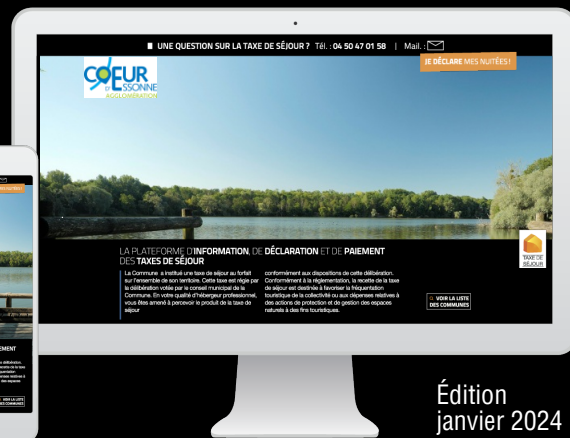 UNE QUESTION SUR LA TAXE DE SÉJOUR ? Tél. : 04 50 47 01 58 | Mail. :
JE DÉCLARE MES NUITÉES !
CŒUR
D'ESSONNE
AGGLOMÉRATION
LA PLATEFORME D'INFORMATION, DE DÉCLARATION ET DE PAIEMENT
DES TAXES DE SÉJOUR
La Commune a institué une taxe de séjour au forfait
sur l'ensemble de son territoire. Cette taxe est régie par
la délibération votée par le conseil municipal de la
Commune. En votre qualité d'hébergeur professionnel,
vous êtes amené à percevoir le produit de la taxe de
séjour
conformément aux dispositions de cette délibération.
Conformément à la réglementation, la recette de la taxe
de séjour est destinée à favoriser la fréquentation
touristique de la collectivité ou aux dépenses relatives à
des actions de protection et de gestion des espaces
naturels à des fins touristiques.
TAXE DE
SÉJOUR
VOIR LA LISTE
DES COMMUNES
VOIR LA LISTE
DES COMMUNES
Édition
janvier 2024